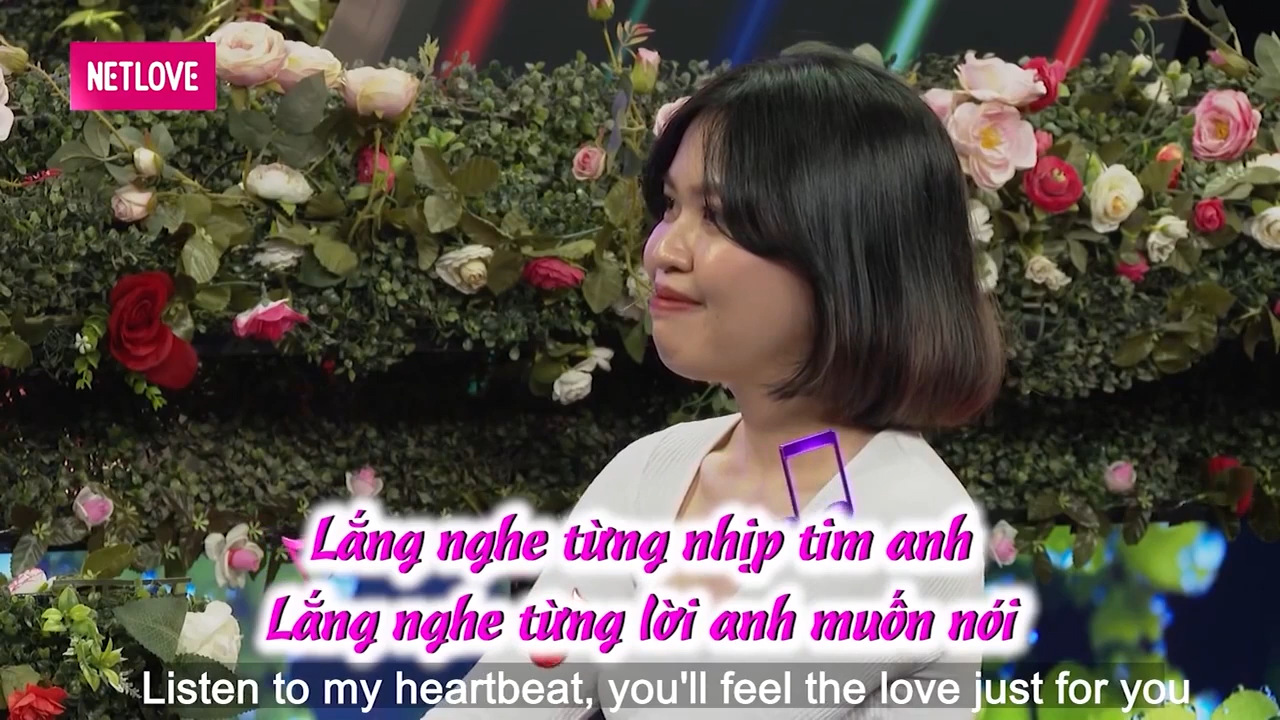 NETLOVE
Lắng nghe từng nhịp tim anh
Lắng nghe từng lời anh muốn nói
Listen to my heartbeat, you'll feel the love just for you